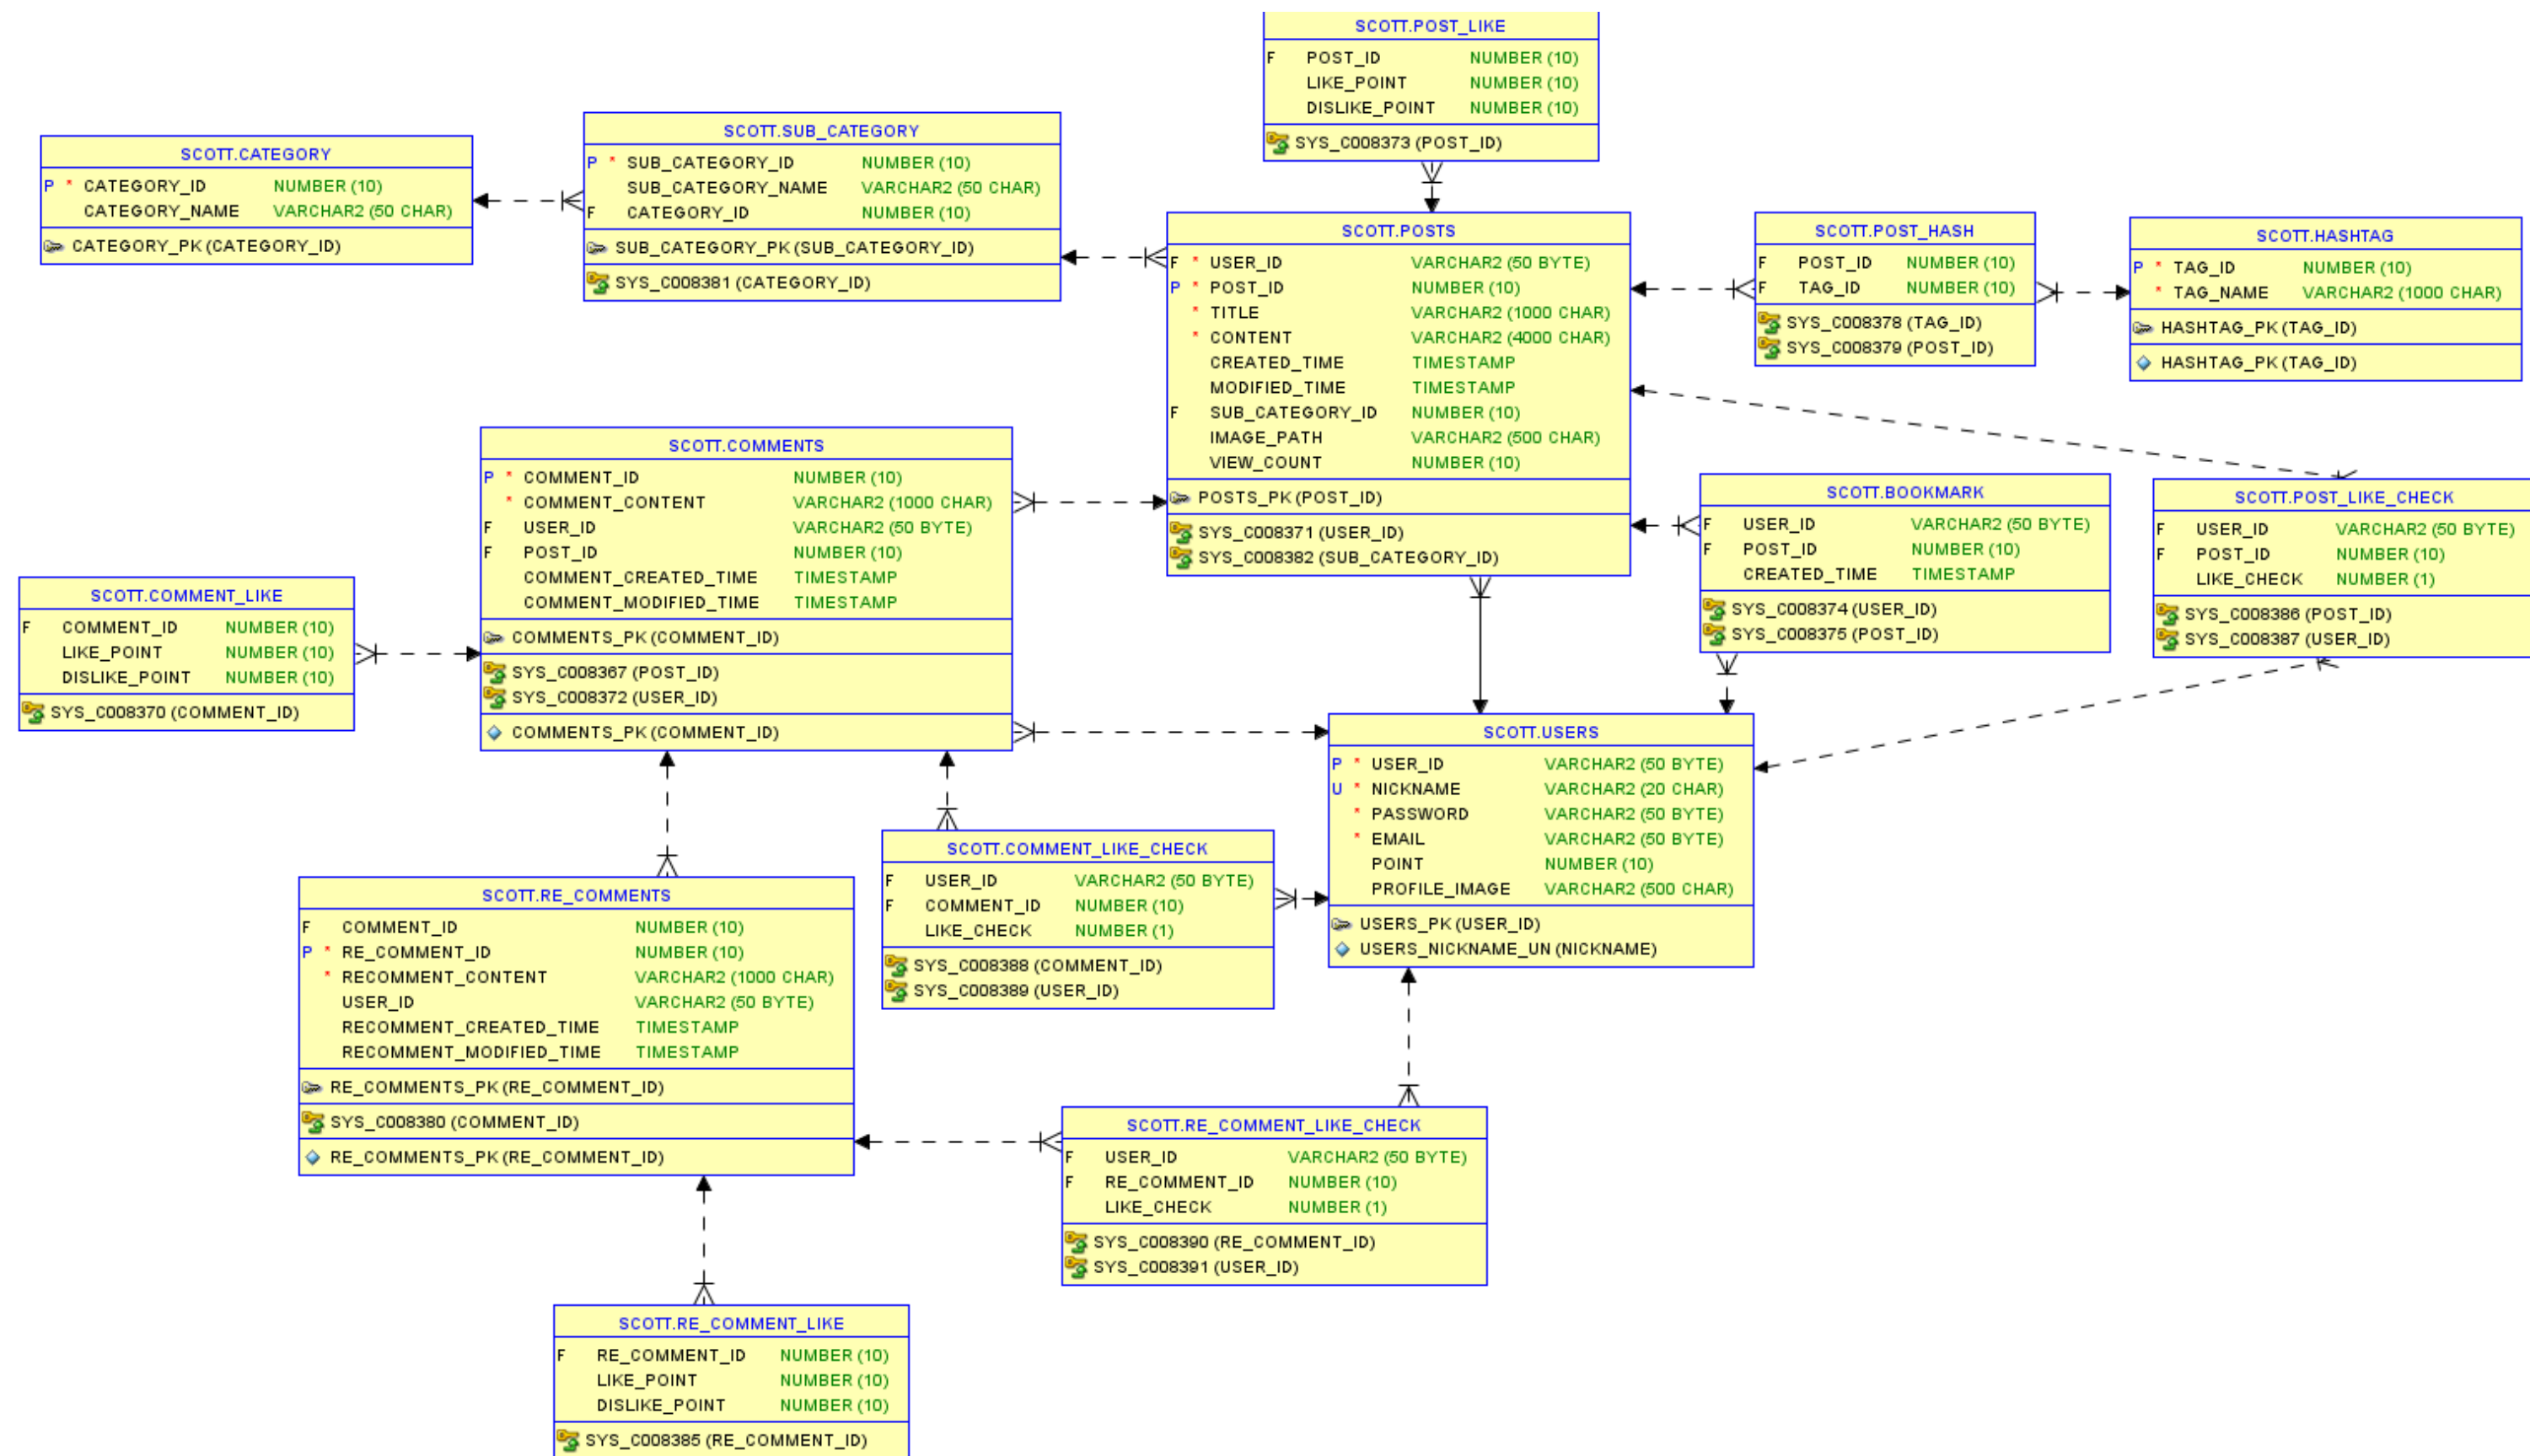 SCOTT.POST_LIKE
F POST_ID NUMBER (10)
LIKE_POINT NUMBER (10)
DISLIKE_POINT NUMBER (10)
SYS_C008373 (POST_ID)
SCOTT.CATEGORY
P * CATEGORY_ID NUMBER (10)
CATEGORY_NAME VARCHAR2 (50 CHAR)
CATEGORY_PK (CATEGORY_ID)
SCOTT.SUB_CATEGORY
P * SUB_CATEGORY_ID NUMBER (10)
SUB_CATEGORY_NAME VARCHAR2 (50 CHAR)
F CATEGORY_ID NUMBER (10)
SUB_CATEGORY_PK (SUB_CATEGORY_ID)
SYS_C008381 (CATEGORY_ID)
SCOTT.POSTS
F * USER_ID VARCHAR2 (50 BYTE)
P * POST_ID NUMBER (10)
* TITLE VARCHAR2 (1000 CHAR)
* CONTENT VARCHAR2 (4000 CHAR)
CREATED_TIME TIMESTAMP
MODIFIED_TIME TIMESTAMP
F SUB_CATEGORY_ID NUMBER (10)
IMAGE_PATH VARCHAR2 (500 CHAR)
VIEW_COUNT NUMBER (10)
POSTS_PK (POST_ID)
SYS_C008371 (USER_ID)
SYS_C008382 (SUB_CATEGORY_ID)
SCOTT.POST_HASH
F POST_ID NUMBER (10)
F TAG_ID NUMBER (10)
SYS_C008378 (TAG_ID)
SYS_C008379 (POST_ID)
SCOTT.HASHTAG
P * TAG_ID NUMBER (10)
* TAG_NAME VARCHAR2 (1000 CHAR)
HASHTAG_PK (TAG_ID)
HASHTAG_PK (TAG_ID)
SCOTT.COMMENTS
P * COMMENT_ID NUMBER (10)
* COMMENT_CONTENT VARCHAR2 (1000 CHAR)
F USER_ID VARCHAR2 (50 BYTE)
F POST_ID NUMBER (10)
COMMENT_CREATED_TIME TIMESTAMP
COMMENT_MODIFIED_TIME TIMESTAMP
COMMENTS_PK (COMMENT_ID)
SYS_C008367 (POST_ID)
SYS_C008372 (USER_ID)
COMMENTS_PK (COMMENT_ID)
SCOTT.BOOKMARK
F USER_ID VARCHAR2 (50 BYTE)
F POST_ID NUMBER (10)
CREATED_TIME TIMESTAMP
SYS_C008374 (USER_ID)
SYS_C008375 (POST_ID)
SCOTT.POST_LIKE_CHECK
F USER_ID VARCHAR2 (50 BYTE)
F POST_ID NUMBER (10)
LIKE_CHECK NUMBER (1)
SYS_C008386 (POST_ID)
SYS_C008387 (USER_ID)
SCOTT.COMMENT_LIKE
F COMMENT_ID NUMBER (10)
LIKE_POINT NUMBER (10)
DISLIKE_POINT NUMBER (10)
SYS_C008370 (COMMENT_ID)
SCOTT.USERS
P * USER_ID VARCHAR2 (50 BYTE)
U * NICKNAME VARCHAR2 (20 CHAR)
* PASSWORD VARCHAR2 (50 BYTE)
* EMAIL VARCHAR2 (50 BYTE)
POINT NUMBER (10)
PROFILE_IMAGE VARCHAR2 (500 CHAR)
USERS_PK (USER_ID)
USERS_NICKNAME_UN (NICKNAME)
SCOTT.COMMENT_LIKE_CHECK
F USER_ID VARCHAR2 (50 BYTE)
F COMMENT_ID NUMBER (10)
LIKE_CHECK NUMBER (1)
SYS_C008388 (COMMENT_ID)
SYS_C008389 (USER_ID)
SCOTT.RE_COMMENTS
F COMMENT_ID NUMBER (10)
P * RE_COMMENT_ID NUMBER (10)
* RECOMMENT_CONTENT VARCHAR2 (1000 CHAR)
USER_ID VARCHAR2 (50 BYTE)
RECOMMENT_CREATED_TIME TIMESTAMP
RECOMMENT_MODIFIED_TIME TIMESTAMP
RE_COMMENTS_PK (RE_COMMENT_ID)
SYS_C008380 (COMMENT_ID)
RE_COMMENTS_PK (RE_COMMENT_ID)
SCOTT.RE_COMMENT_LIKE_CHECK
F USER_ID VARCHAR2 (50 BYTE)
F RE_COMMENT_ID NUMBER (10)
LIKE_CHECK NUMBER (1)
SYS_C008390 (RE_COMMENT_ID)
SYS_C008391 (USER_ID)
SCOTT.RE_COMMENT_LIKE
F RE_COMMENT_ID NUMBER (10)
LIKE_POINT NUMBER (10)
DISLIKE_POINT NUMBER (10)
SYS_C008385 (RE_COMMENT_ID)